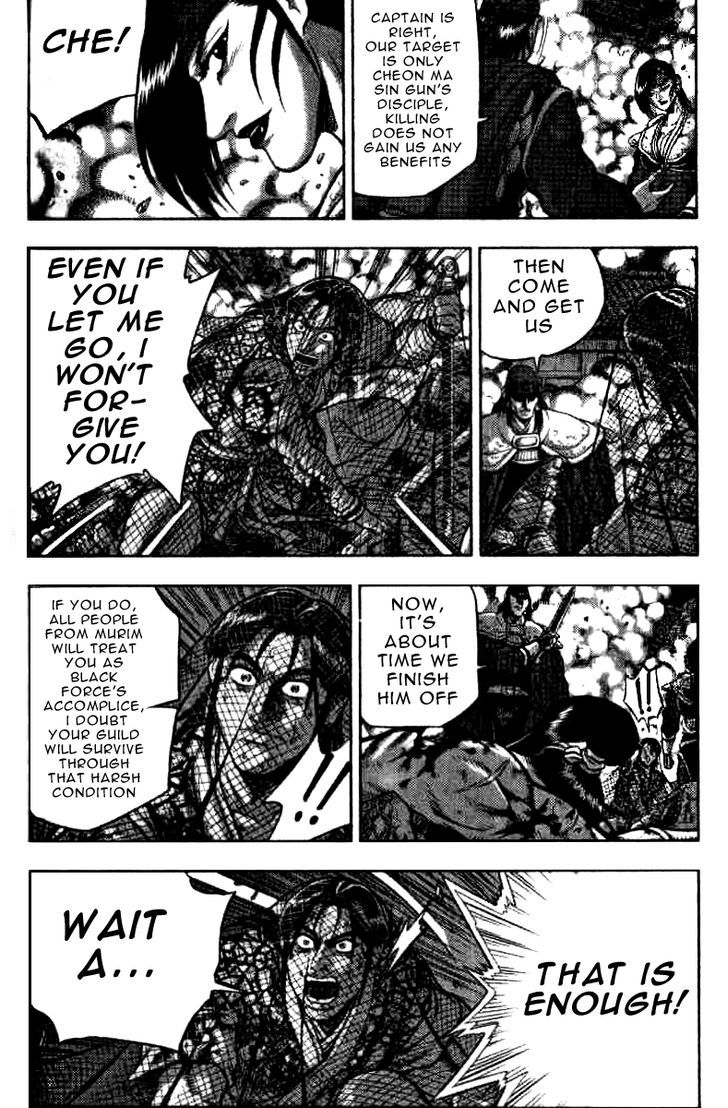 CAPTAIN IS
RIGHT,
OUR TARGET
IS ONLY
CHEON MA
SIN GUN'S
DISCIPLE,
KILLING
DOES NOT
GAIN US ANY
BENEFITS
CHE!
THEN
COME
AND GET
US
EVEN IF
YOU
LET ME
GO, I
WON'T
FOR-
GIVE
YOU!
NOW,
IT'S
ABOUT
TIME WE
FINISH
HIM OFF
!!
IF YOU DO,
ALL PEOPLE
FROM MURIM
WILL TREAT
YOU AS
BLACK
FORCE'S
ACCOMPLICE,
I DOUBT
YOUR GUILD
WILL SURVIVE
THROUGH
THAT HARSH
CONDITION
!!
THAT IS
ENOUGH!
WAIT
A...